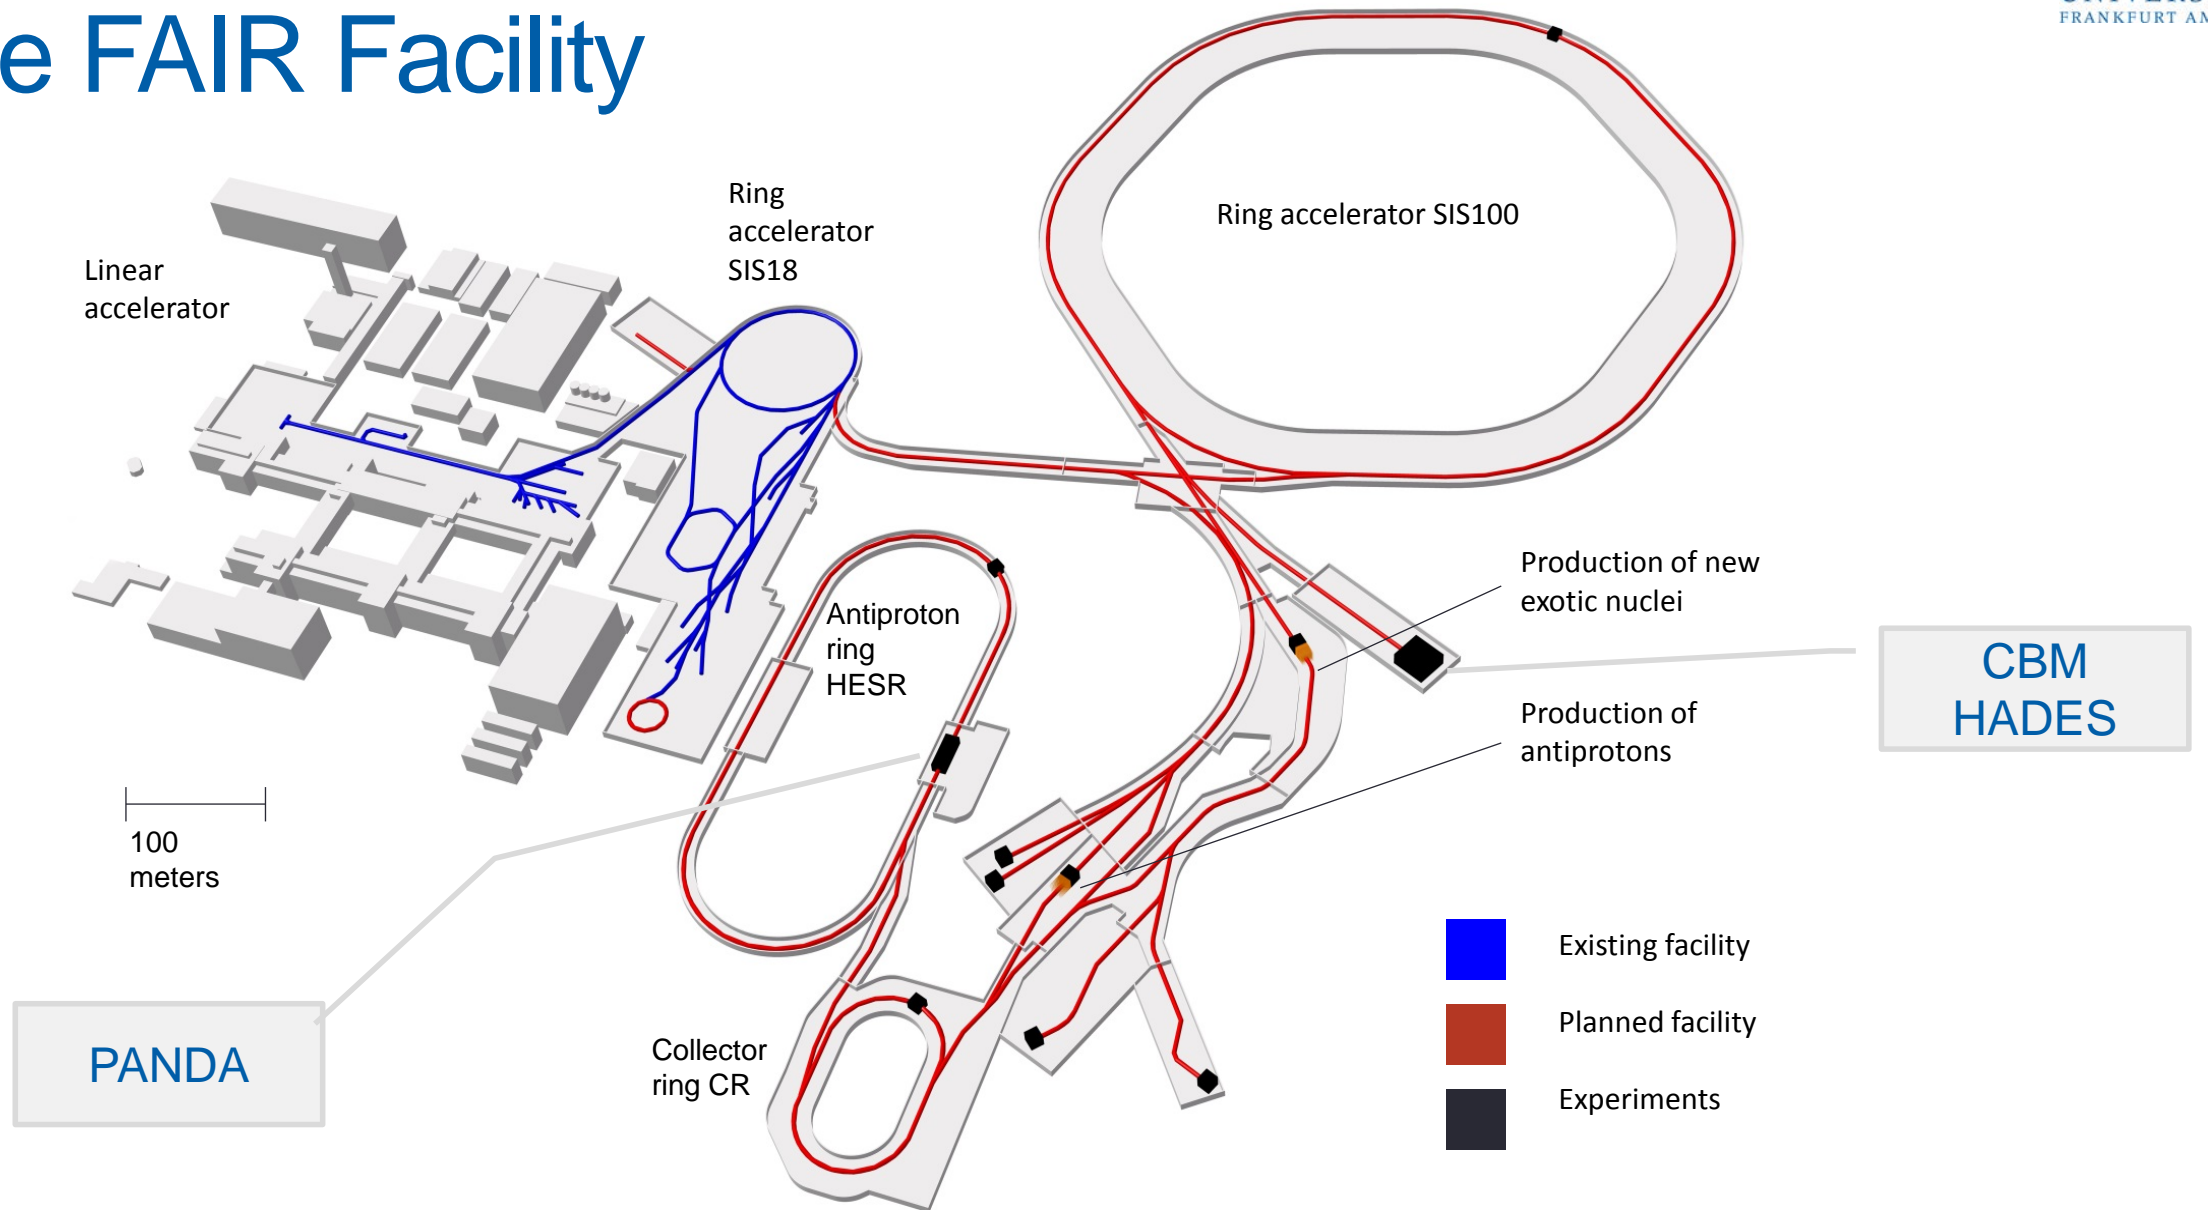 e FAIR Facility
FRANKFURT AM
Ring
accelerator
SIS18
Ring accelerator SIS100
Linear
accelerator
Production of new
exotic nuclei
Antiproton
ring
HESR
CBM
HADES
Production of
antiprotons
100
meters
Existing facility
Planned facility
Collector
ring CR
PANDA
Experiments